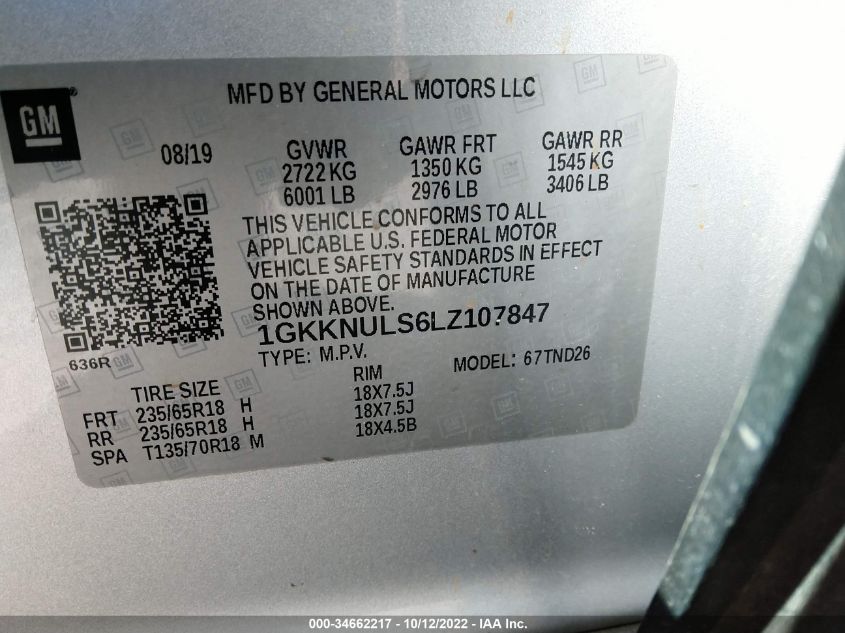 MFD BY GENERAL MOTORS LLC
GM
08/19
GVWR
2722 KG
6001 LB
GAWR FRT
1350 KG
2976 LB
GAWR RR
1545 KG
3406 LB
THIS VEHICLE CONFORMS TO ALL
APPLICABLE U.S. FEDERAL MOTOR
VEHICLE SAFETY STANDARDS IN EFFECT
ON THE DATE OF MANUFACTURE
SHOWN ABOVE.
1GKKNULS6LZ107847
636R
TYPE: M.P.V.
MODEL: 67TND26
TIRE SIZE
RIM
FRT 235/65R18 H 18X7.5J
RR 235/65R18 H 18X7.5J
SPA T135/70R18 M 18X4.5B
000-34662217 - 10/12/2022 - IAA Inc.